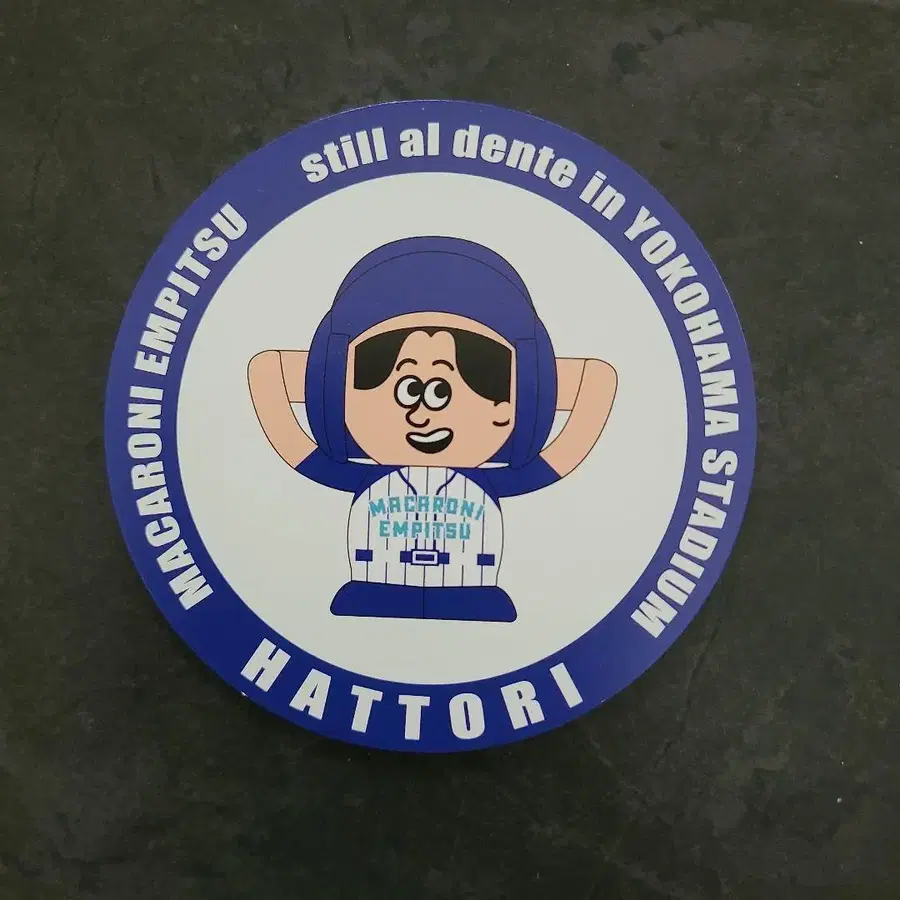 MACARONI EMPITSU
still al dente in YOKOHAMA STADIUM
MACARONI
EMPITSU
HATTORI